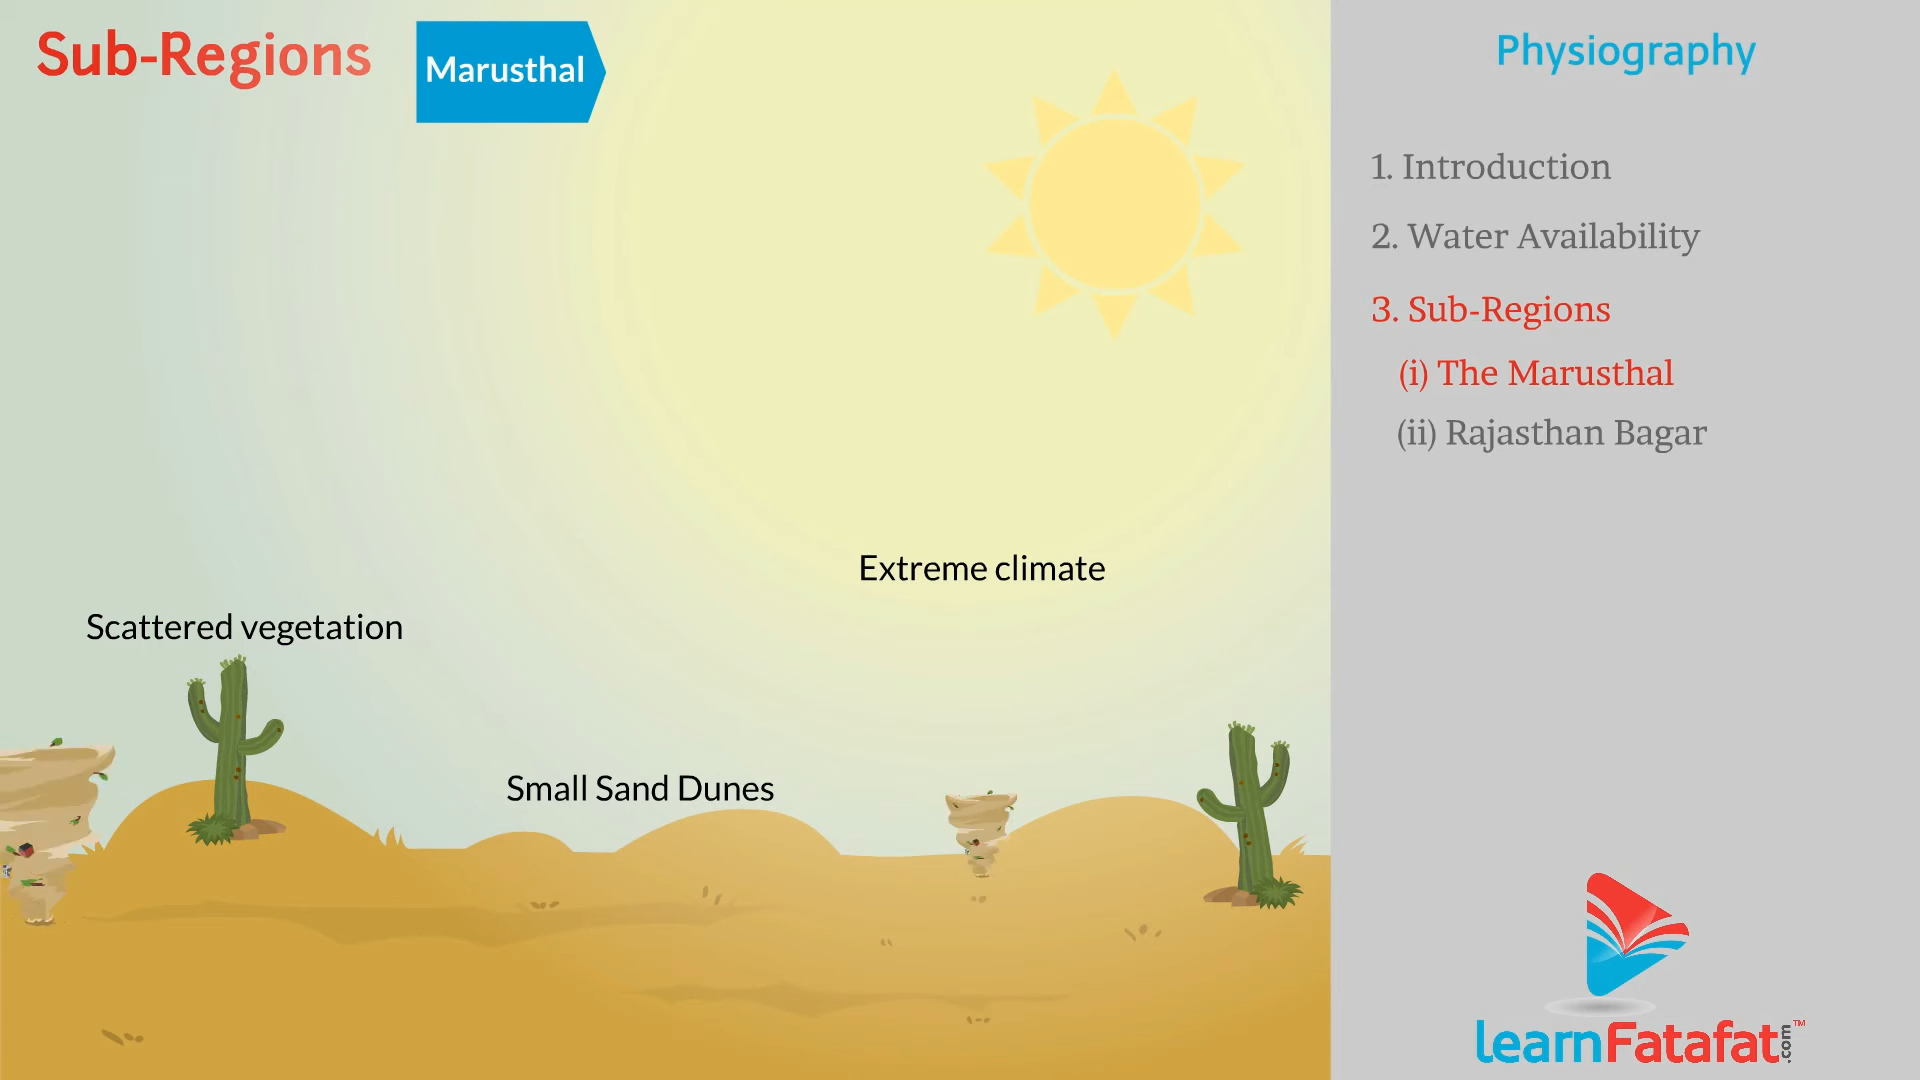 Sub-Regions
Marusthal
Extreme climate
Scattered vegetation
Small Sand Dunes
Physiography
1. Introduction
2. Water Availability
3. Sub-Regions
(i) The Marusthal
(ii) Rajasthan Bagar
learnFatafat.com™